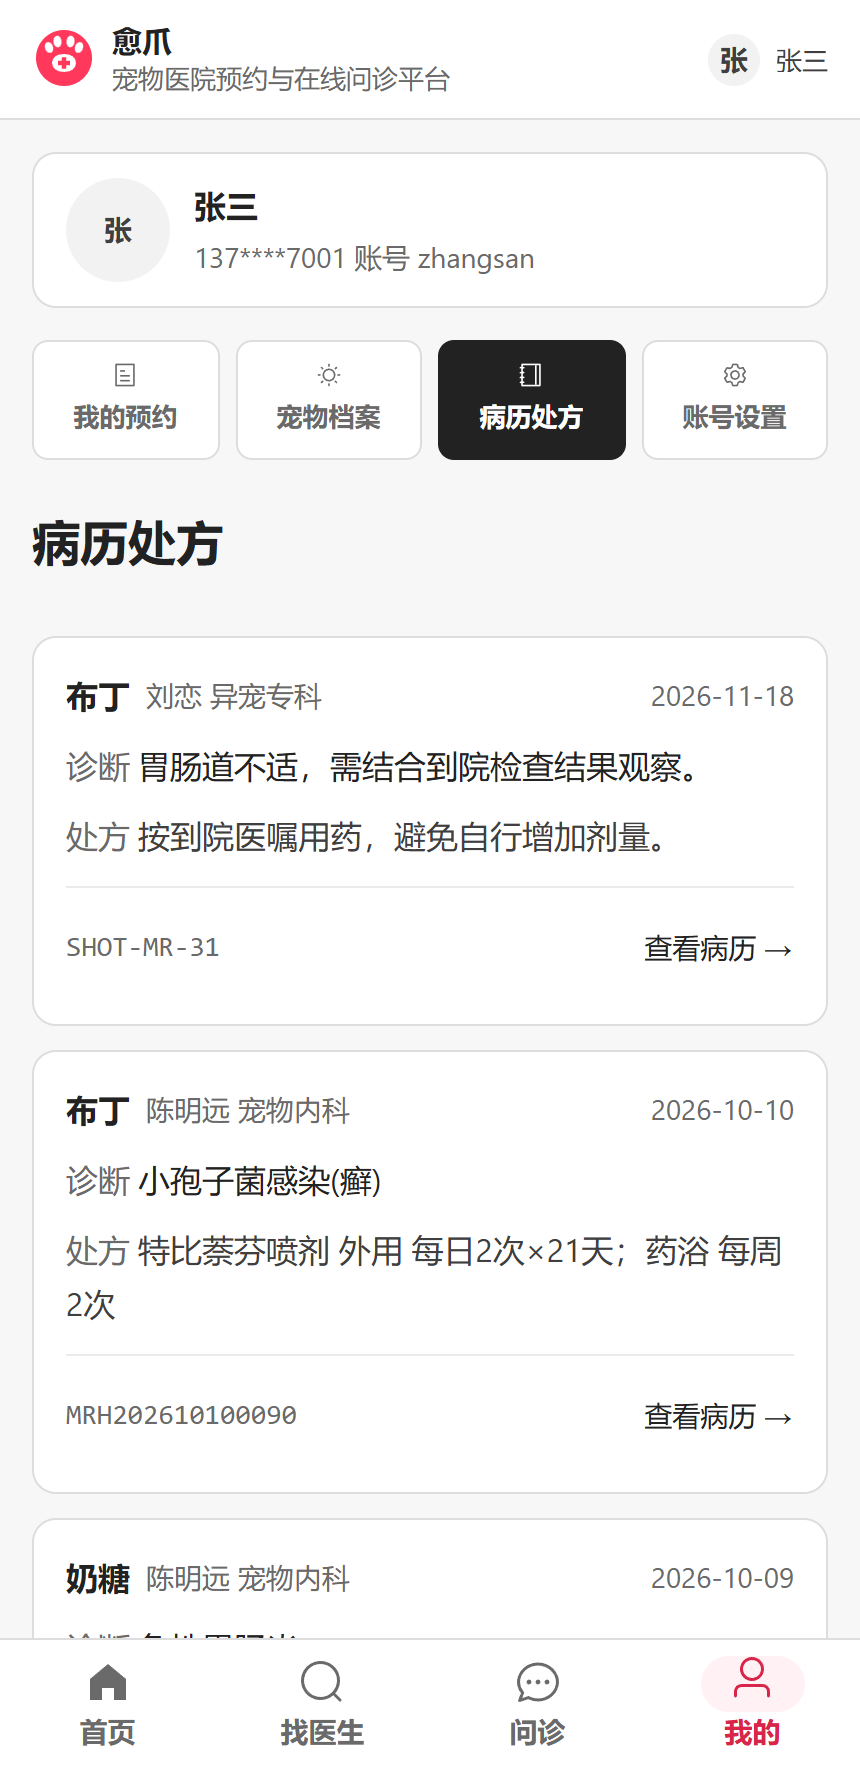 愈爪
宠物医院预约与在线问诊平台
张 张三
张
张三
137****7001 账号 zhangsan
我的预约 宠物档案 病历处方 账号设置
病历处方
布丁 刘恋 异宠专科 2026-11-18
诊断 胃肠道不适，需结合到院检查结果观察。
处方 按到院医嘱用药，避免自行增加剂量。
SHOT-MR-31 查看病历 →
布丁 陈明远 宠物内科 2026-10-10
诊断 小孢子菌感染(癣)
处方 特比萘芬喷剂 外用 每日2次×21天；药浴 每周
2次
MRH202610100090 查看病历 →
奶糖 陈明远 宠物内科 2026-10-09
首页 找医生 问诊 我的